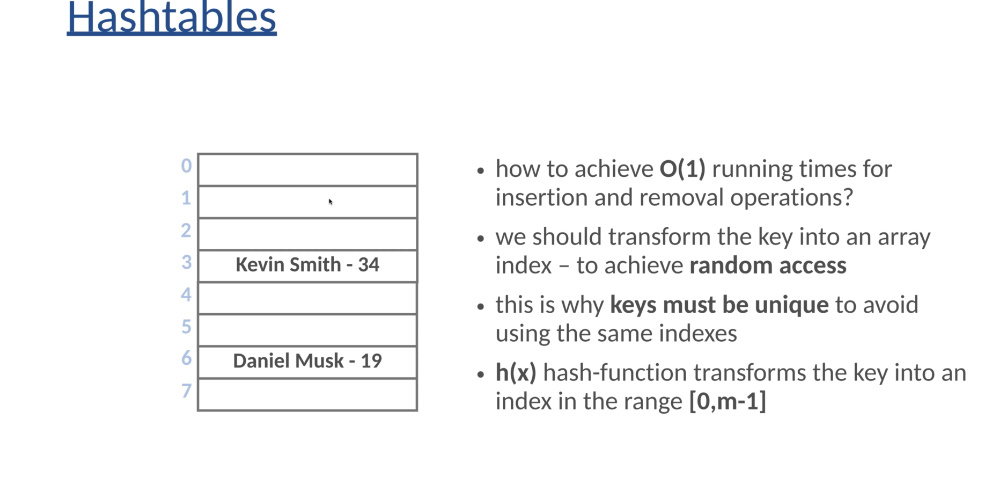 Hashtables
0
1
2
3 Kevin Smith - 34
4
5
6 Daniel Musk - 19
7
• how to achieve O(1) running times for
insertion and removal operations?
• we should transform the key into an array
index – to achieve random access
• this is why keys must be unique to avoid
using the same indexes
• h(x) hash-function transforms the key into an
index in the range [0,m-1]